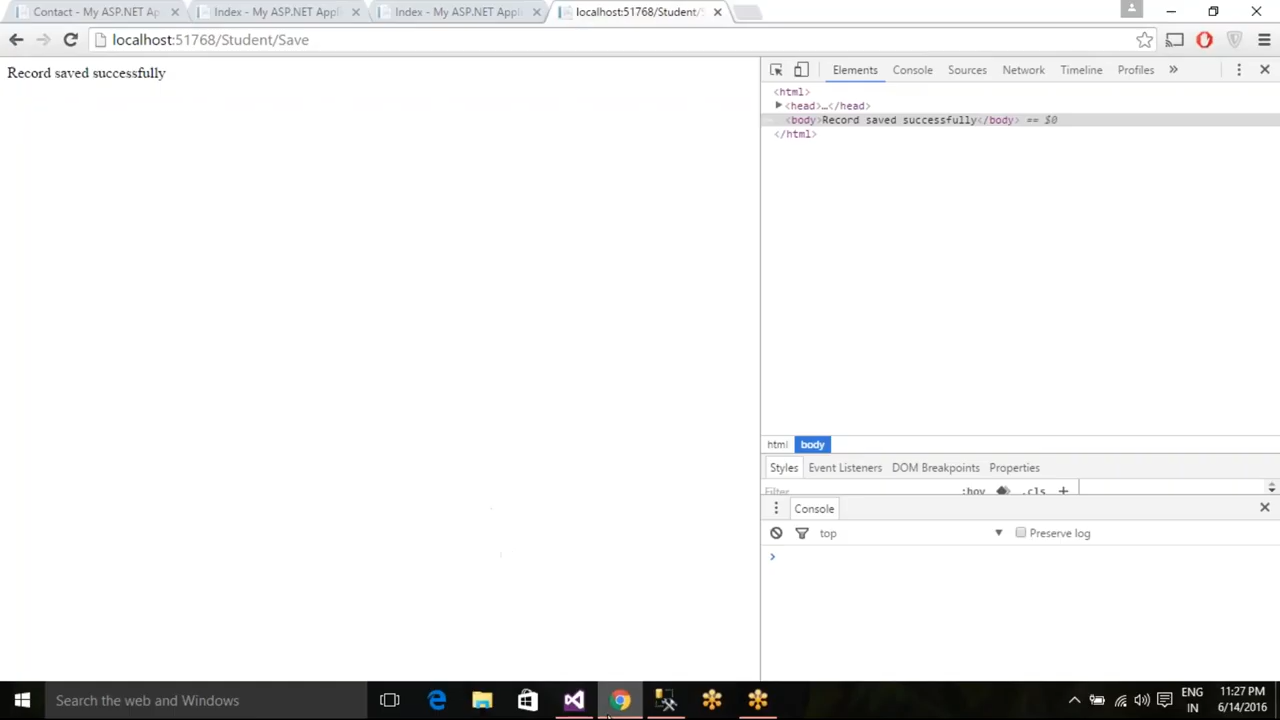 Contact - My ASP.NET Ap
Index - My ASP.NET Appl
Index - My ASP.NET Appl
localhost:51768/Student/
localhost:51768/Student/Save
Record saved successfully
Elements Console Sources Network Timeline Profiles »
<html>
<head>…</head>
<body>Record saved successfully</body> == $0
</html>
html body
Styles Event Listeners DOM Breakpoints Properties
Filter :hov .cls +
Console
top Preserve log
>
Search the web and Windows
ENG
IN
11:27 PM
6/14/2016